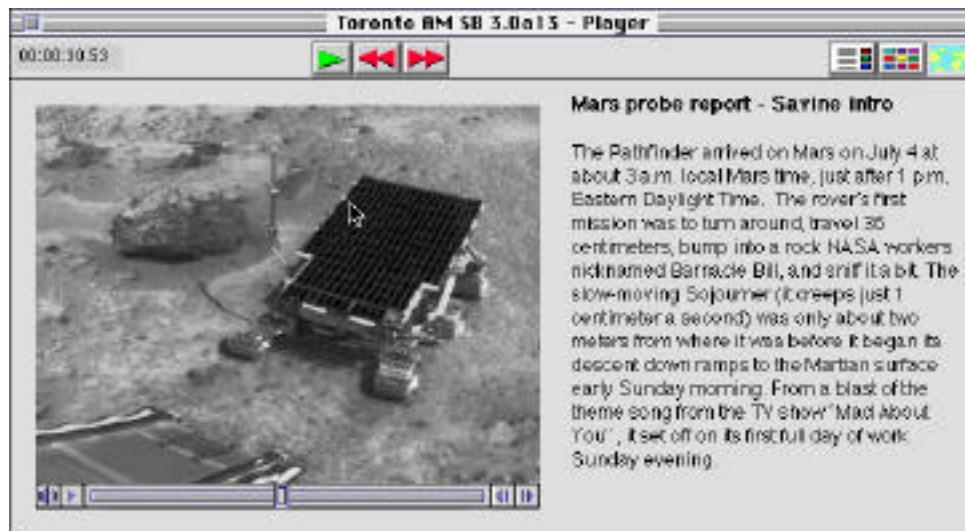 Toronto AM SB 3.0a13 - Player
00:00:30.53
Mars probe report - Savine intro
The Pathfinder arrived on Mars on July 4 at
about 3a.m. local Mars time, just after 1 p.m.
Eastern Daylight Time. The rover's first
mission was to turn around, travel 36
centimeters, bump into a rock NASA workers
nicknamed Barnacle Bill, and sniff it a bit. The
slow-moving Sojourner (it creeps just 1
centimeter a second) was only about two
meters from where it was before it began its
descent down ramps to the Martian surface
early Sunday morning. From a blast of the
theme song from the TV show "Mad About
You", it set off on its first full day of work
Sunday evening.